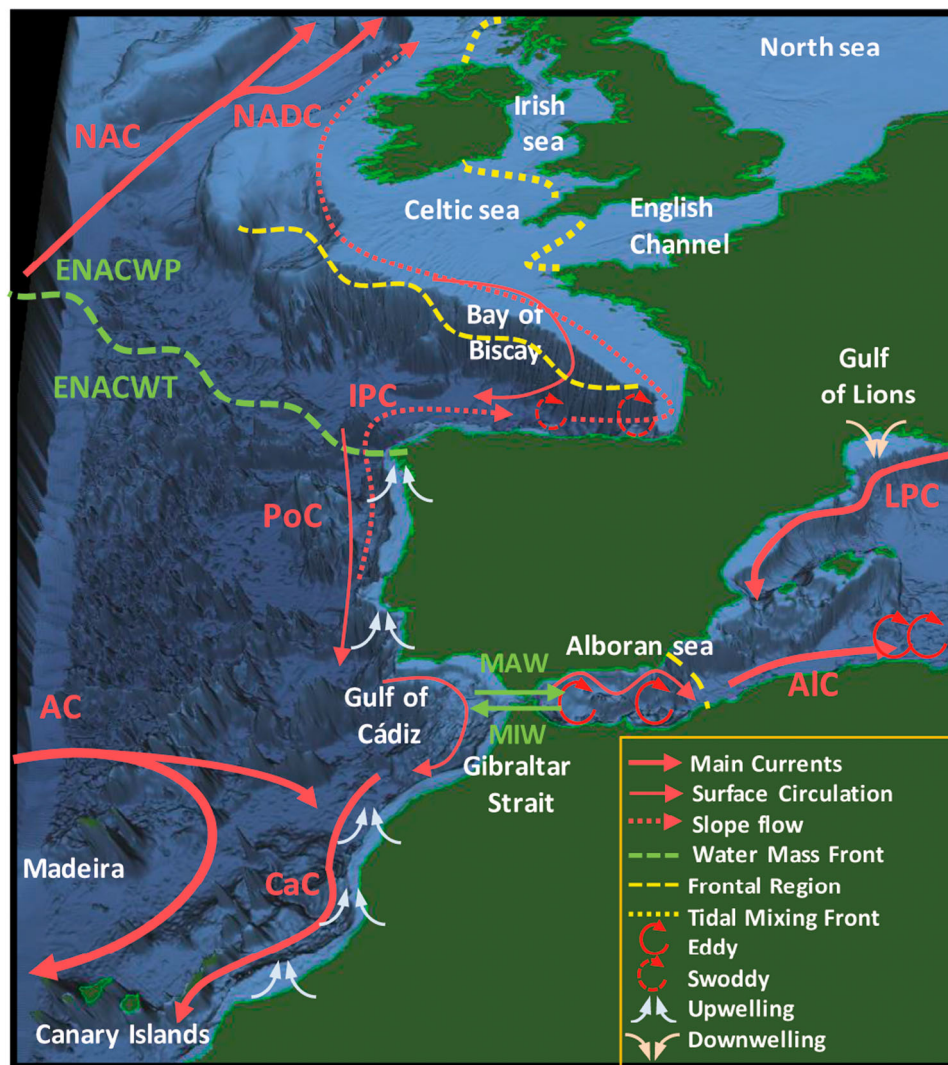 North sea
NADC
NAC
Irish
sea
Celtic sea
English
Channel
ENACWP
Bay of
Biscay
ENACWT
IPC
Gulf
of Lions
PoC
LPC
Alboran sea
MAW
AC
AlC
Gulf of
Cádiz
MIW
Gibraltar
Strait
Madeira
CaC
Canary Islands
Main Currents
Surface Circulation
Slope flow
Water Mass Front
Frontal Region
Tidal Mixing Front
Eddy
Swoddy
Upwelling
Downwelling